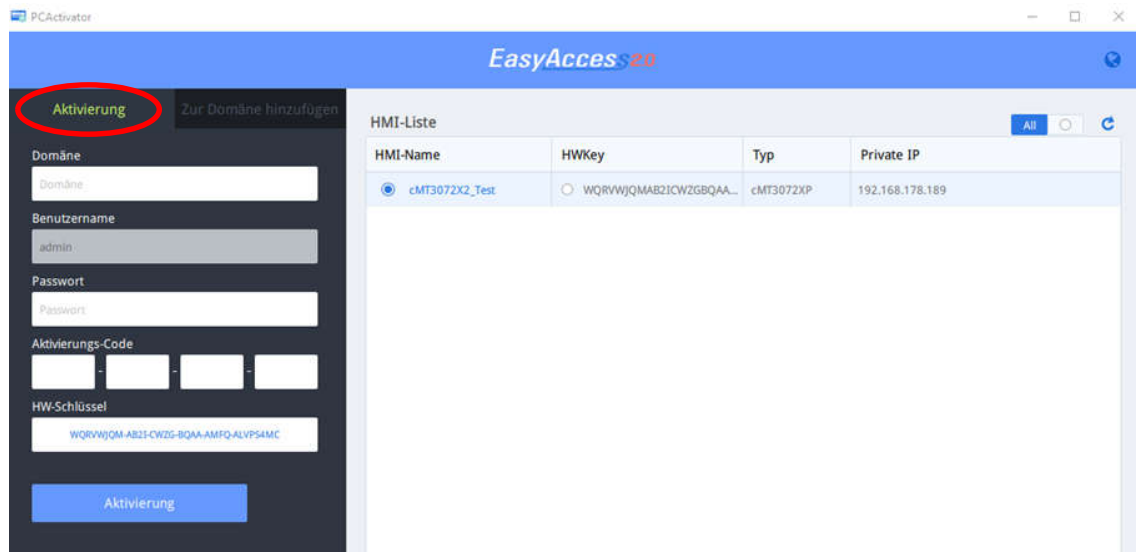 PCActivator
EasyAccess 2.0
Aktivierung
Zur Domäne hinzufügen
Domäne
Domäne
Benutzername
admin
Passwort
Passwort
Aktivierungs-Code
- - -
HW-Schlüssel
WQRVWJQM-AB2I-CWZG-BQAA-AMFQ-ALVPS4MC
Aktivierung
HMI-Liste
All
HMI-Name HWKey Typ Private IP
cMT3072X2_Test WQRVWJQMAB2ICWZGBQAA... cMT3072XP 192.168.178.189